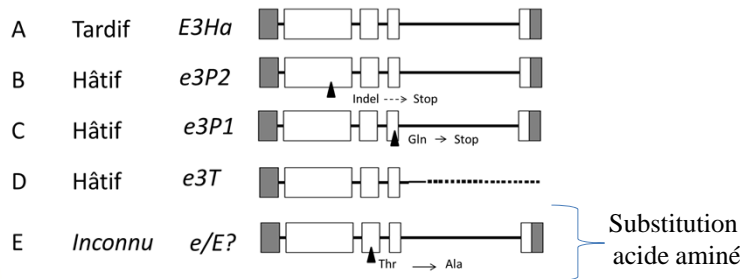 A Tardif E3Ha
B Hâtif e3P2
Indel ---> Stop
C Hâtif e3P1
Gln → Stop
D Hâtif e3T
E Inconnu e/E?
Thr → Ala
Substitution
acide aminé